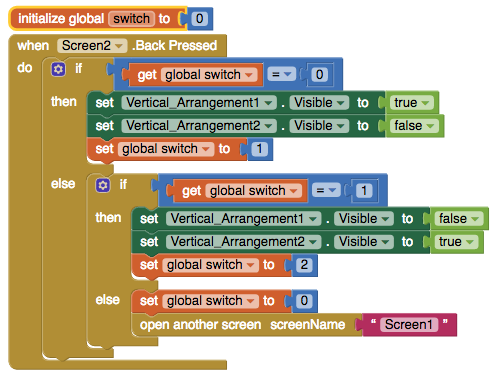 initialize global switch to 0
when Screen2 .Back Pressed
do if get global switch = 0
then set Vertical_Arrangement1 . Visible to true
set Vertical_Arrangement2 . Visible to false
set global switch to 1
else if get global switch = 1
then set Vertical_Arrangement1 . Visible to false
set Vertical_Arrangement2 . Visible to true
set global switch to 2
else set global switch to 0
open another screen screenName " Screen1 "